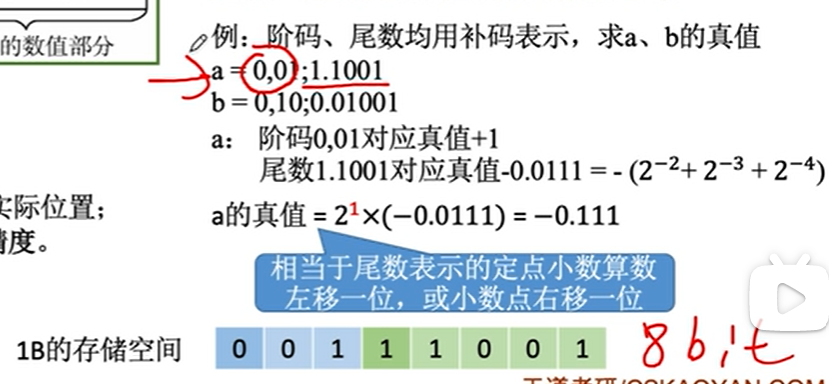 的数值部分
例：阶码、尾数均用补码表示，求a、b的真值
a = 0,01;1.1001
b = 0,10;0.01001
a： 阶码0,01对应真值+1
尾数1.1001对应真值-0.0111 = - (2⁻²+ 2⁻³ + 2⁻⁴)
实际位置；
a的真值 = 2¹×(−0.0111) = −0.111
度。
相当于尾数表示的定点小数算数
左移一位，或小数点右移一位
1B的存储空间 0 0 1 1 1 0 0 1 8bit
王道考研/CSKAOYAN.COM